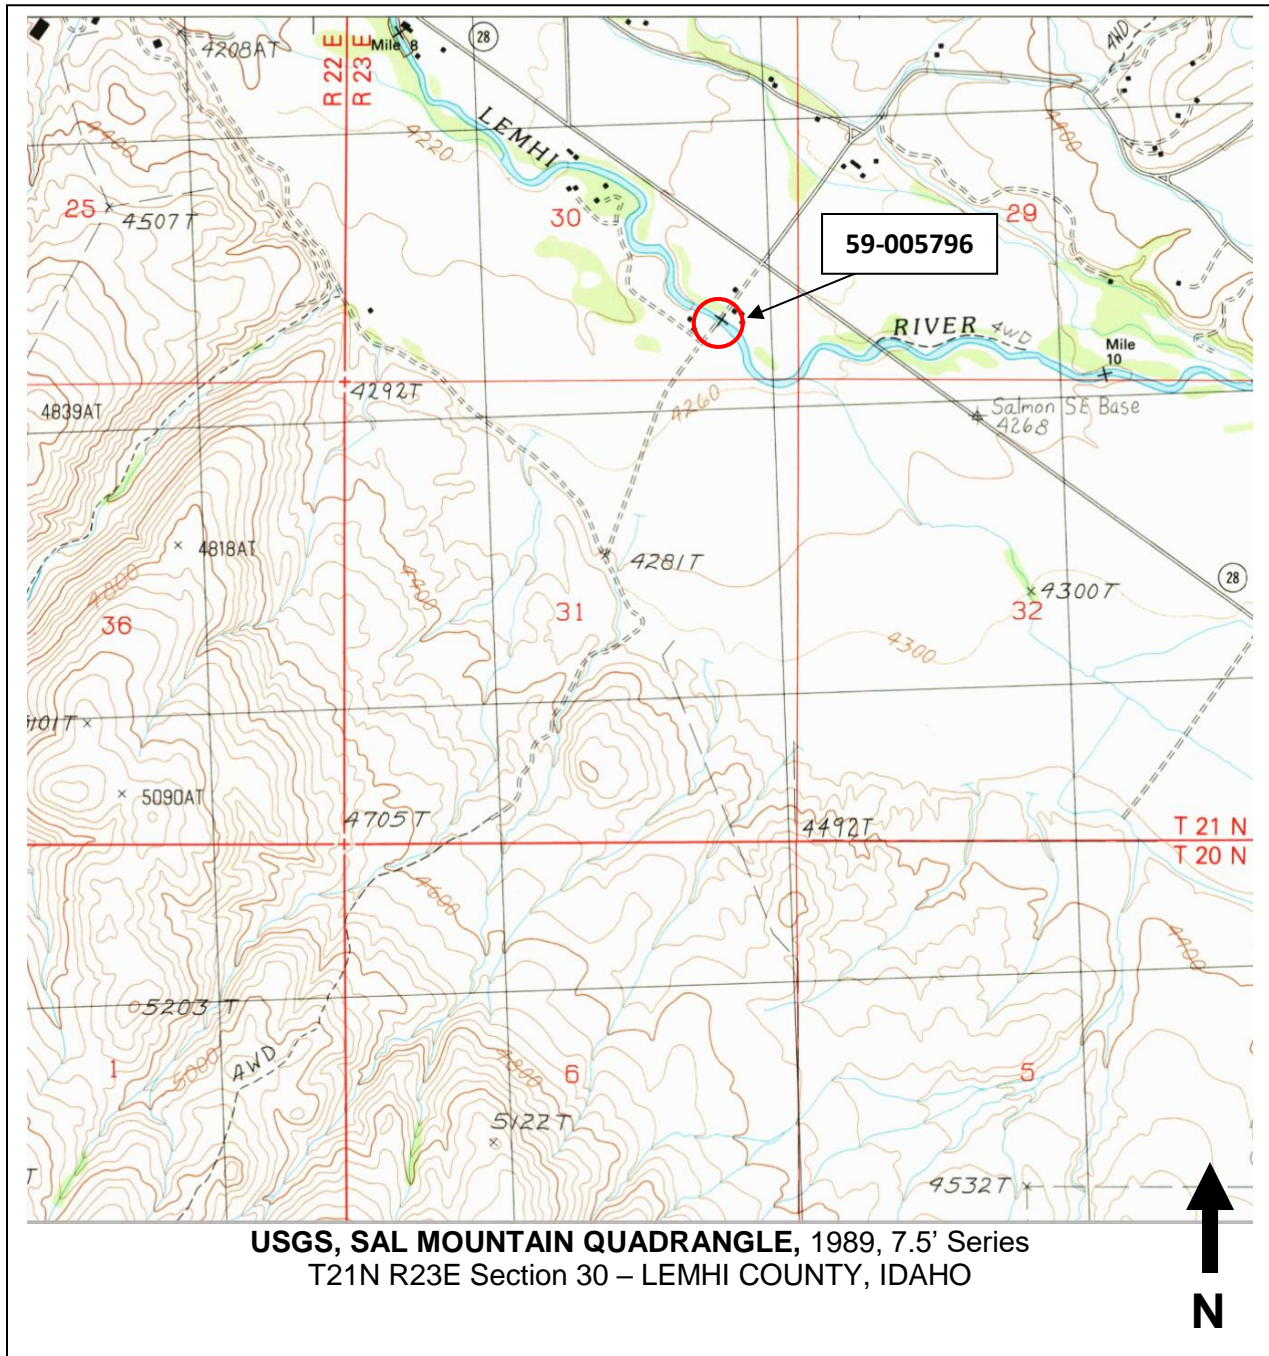 4208AT
R 22 E
R 23 E
Mile 8
28
4WD
4400
LEMHI
4220
4400
25
4507T
30
29
59-005796
RIVER
4WD
Mile
10
4292T
4260
4839AT
Salmon SE Base
4268
4818AT
4800
4400
4281T
28
4300T
36
31
32
4300
5090AT
4705T
4492T
T 21 N
T 20 N
4600
4400
5203 T
1
5000
4WD
4800
6
5
5122T
4532T
USGS, SAL MOUNTAIN QUADRANGLE, 1989, 7.5' Series
T21N R23E Section 30 – LEMHI COUNTY, IDAHO
N